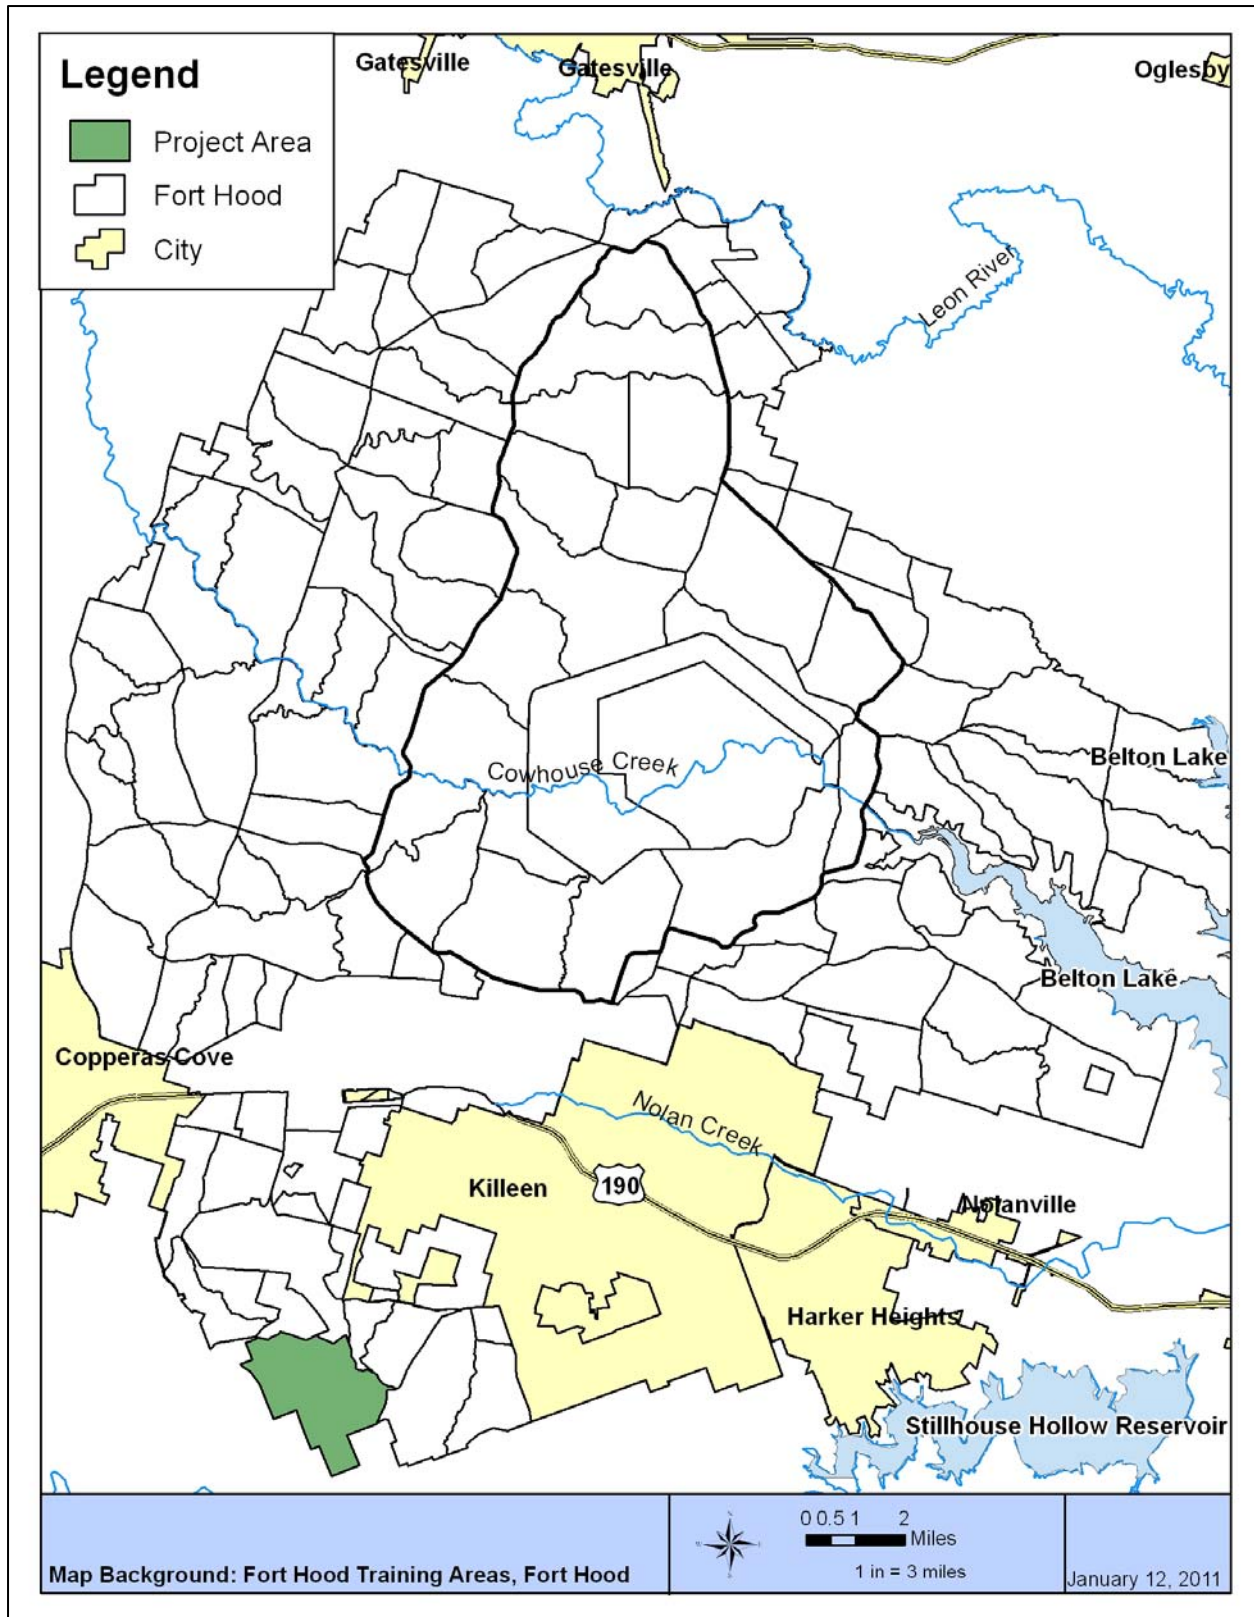 Legend
Project Area
Fort Hood
City
Gatesville
Gatesville
Oglesby
Leon River
Cowhouse Creek
Belton Lake
Belton Lake
Copperas Cove
Nolan Creek
Killeen
190
Nolanville
Harker Heights
Stillhouse Hollow Reservoir
Map Background: Fort Hood Training Areas, Fort Hood
N
W
E
S
0 0.5 1 2
Miles
1 in = 3 miles
January 12, 2011